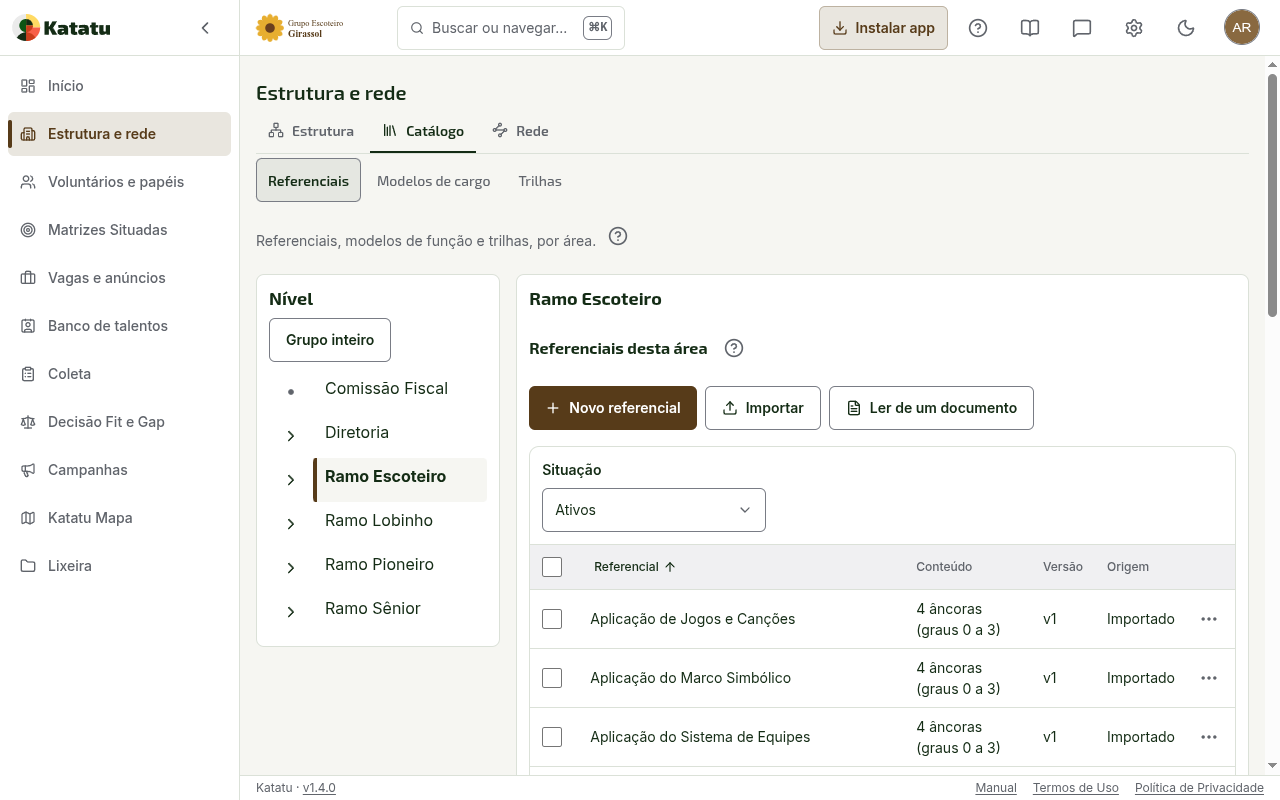 Katatu
Grupo Escoteiro
Girassol
Buscar ou navegar... ⌘K
Instalar app
AR
Início
Estrutura e rede
Voluntários e papéis
Matrizes Situadas
Vagas e anúncios
Banco de talentos
Coleta
Decisão Fit e Gap
Campanhas
Katatu Mapa
Lixeira
Estrutura e rede
Estrutura Catálogo Rede
Referenciais Modelos de cargo Trilhas
Referenciais, modelos de função e trilhas, por área.
Nível
Grupo inteiro
Comissão Fiscal
Diretoria
Ramo Escoteiro
Ramo Lobinho
Ramo Pioneiro
Ramo Sênior
Ramo Escoteiro
Referenciais desta área
Novo referencial Importar Ler de um documento
Situação
Ativos
Referencial Conteúdo Versão Origem
Aplicação de Jogos e Canções 4 âncoras (graus 0 a 3) v1 Importado
Aplicação do Marco Simbólico 4 âncoras (graus 0 a 3) v1 Importado
Aplicação do Sistema de Equipes 4 âncoras (graus 0 a 3) v1 Importado
Katatu · v1.4.0
Manual Termos de Uso Política de Privacidade